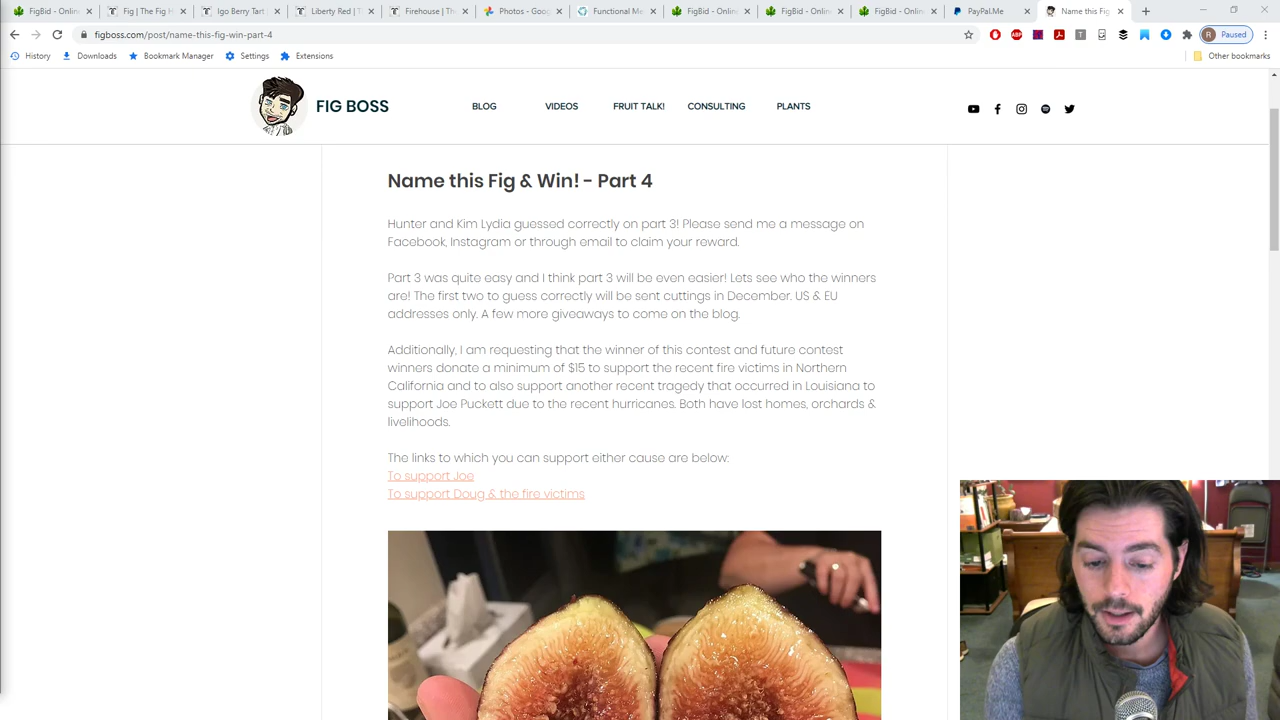 FigBid - Online
Fig | The Fig H
Igo Berry Tart
Liberty Red | T
Firehouse | The
Photos - Goog
Functional Me
FigBid - Onlin
FigBid - Onlin
FigBid - Onlin
PayPal.Me
Name this Fig
figboss.com/post/name-this-fig-win-part-4
ABP
T
R Paused
History
Downloads
Bookmark Manager
Settings
Extensions
Other bookmarks
FIG BOSS
BLOG
VIDEOS
FRUIT TALK!
CONSULTING
PLANTS
Name this Fig & Win! - Part 4
Hunter and Kim Lydia guessed correctly on part 3! Please send me a message on
Facebook, Instagram or through email to claim your reward.
Part 3 was quite easy and I think part 3 will be even easier! Lets see who the winners
are! The first two to guess correctly will be sent cuttings in December. US & EU
addresses only. A few more giveaways to come on the blog.
Additionally, I am requesting that the winner of this contest and future contest
winners donate a minimum of $15 to support the recent fire victims in Northern
California and to also support another recent tragedy that occurred in Louisiana to
support Joe Puckett due to the recent hurricanes. Both have lost homes, orchards &
livelihoods.
The links to which you can support either cause are below:
To support Joe
To support Doug & the fire victims